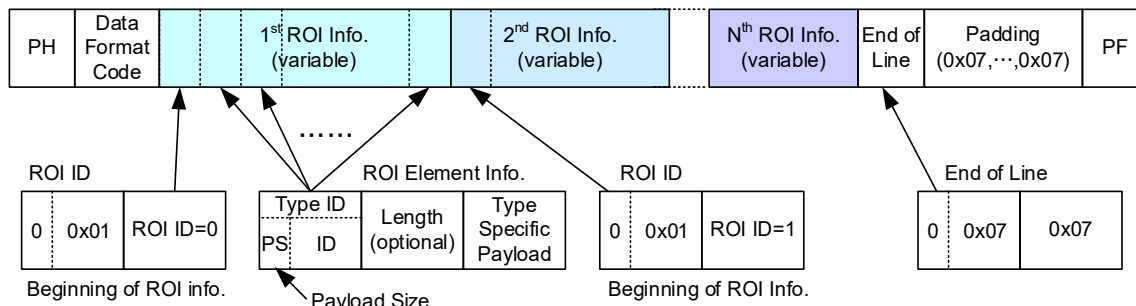 PH
Data Format Code
1st ROI Info. (variable)
2nd ROI Info. (variable)
Nth ROI Info. (variable)
End of Line
Padding (0x07,⋯,0x07)
PF
……
ROI ID
0
0x01
ROI ID=0
Beginning of ROI info.
ROI Element Info.
Type ID
PS
ID
Length (optional)
Type Specific Payload
Payload Size
ROI ID
0
0x01
ROI ID=1
Beginning of ROI Info.
End of Line
0
0x07
0x07